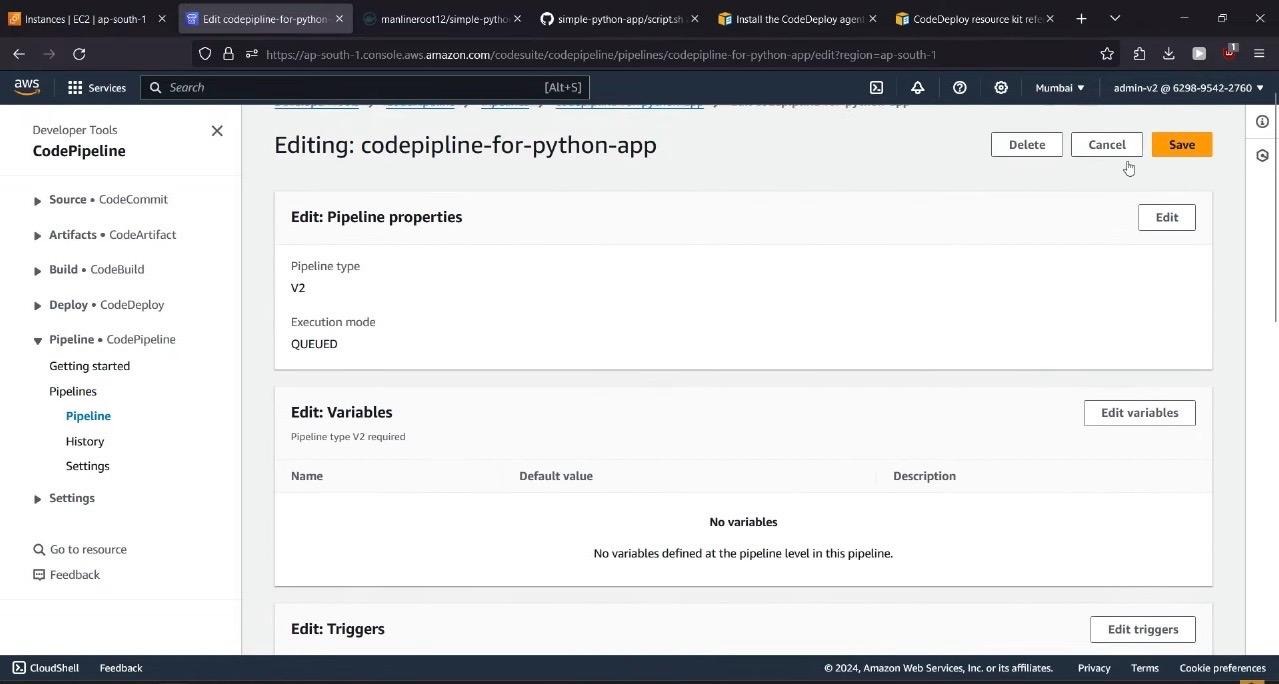 Instances | EC2 | ap-south-1
Edit codepipline-for-python-
manlineroot12/simple-pytho
simple-python-app/script.sh
Install the CodeDeploy agent
CodeDeploy resource kit refe
https://ap-south-1.console.aws.amazon.com/codesuite/codepipeline/pipelines/codepipline-for-python-app/edit?region=ap-south-1
1
aws
Services
Search
[Alt+S]
Mumbai
admin-v2 @ 6298-9542-2760
Developer Tools
CodePipeline
Source • CodeCommit
Artifacts • CodeArtifact
Build • CodeBuild
Deploy • CodeDeploy
Pipeline • CodePipeline
Getting started
Pipelines
Pipeline
History
Settings
Settings
Go to resource
Feedback
Editing: codepipline-for-python-app
Delete
Cancel
Save
Edit: Pipeline properties
Edit
Pipeline type
V2
Execution mode
QUEUED
Edit: Variables
Edit variables
Pipeline type V2 required
Name
Default value
Description
No variables
No variables defined at the pipeline level in this pipeline.
Edit: Triggers
Edit triggers
CloudShell
Feedback
© 2024, Amazon Web Services, Inc. or its affiliates.
Privacy
Terms
Cookie preferences